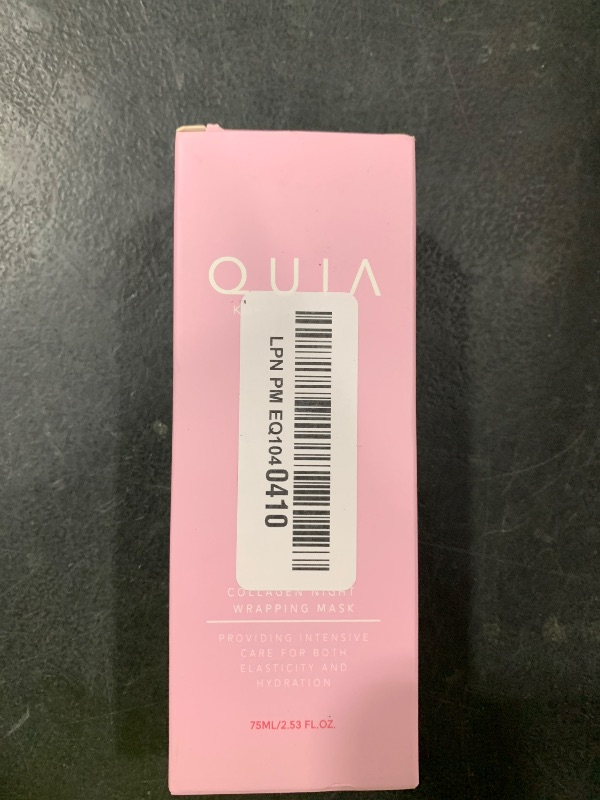 QUIA
K
LPN PM EQ1040410
COLLAGEN NIGHT
WRAPPING MASK
PROVIDING INTENSIVE
CARE FOR BOTH
ELASTICITY AND
HYDRATION
75ML/2.53 FL.OZ.